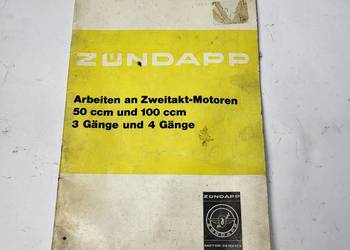 ZÜNDAPP
Arbeiten an Zweitakt-Motoren
50 ccm und 100 ccm
3 Gänge und 4 Gänge
ZÜNDAPP